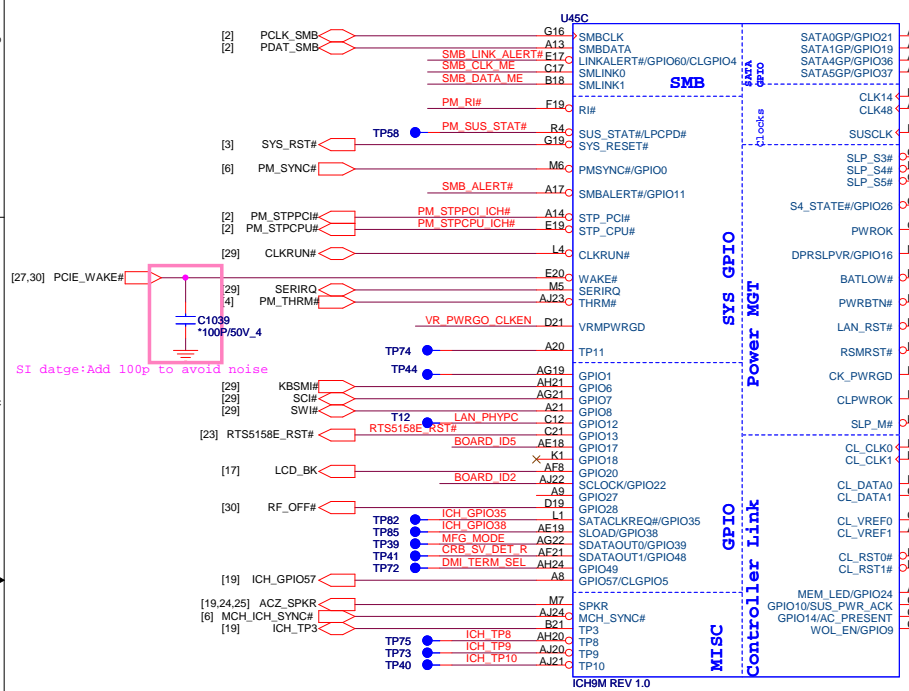 U45C
[2] PCLK_SMB G16 SMBCLK SATA0GP/GPIO21
[2] PDAT_SMB A13 SMBDATA SATA1GP/GPIO19
SMB_LINK_ALERT# E17 LINKALERT#/GPIO60/CLGPIO4 SATA4GP/GPIO36
SMB_CLK_ME C17 SMLINK0 SATA5GP/GPIO37
SMB_DATA_ME B18 SMLINK1
SMB
SATA
GPIO
CLK14
PM_RI# F19 RI# CLK48
Clocks
TP58 PM_SUS_STAT# R4 SUS_STAT#/LPCPD# SUSCLK
[3] SYS_RST# G19 SYS_RESET#
SLP_S3#
[6] PM_SYNC# M6 PMSYNC#/GPIO0 SLP_S4#
SLP_S5#
SMB_ALERT# A17 SMBALERT#/GPIO11
S4_STATE#/GPIO26
[2] PM_STPPCI# PM_STPPCI_ICH# A14 STP_PCI#
[2] PM_STPCPU# PM_STPCPU_ICH# E19 STP_CPU# PWROK
[29] CLKRUN# L4 CLKRUN# DPRSLPVR/GPIO16
SYS GPIO
Power MGT
[27,30] PCIE_WAKE# E20 WAKE# BATLOW#
[29] SERIRQ M5 SERIRQ
[4] PM_THRM# AJ23 THRM# PWRBTN#
C1039
*100P/50V_4
VR_PWRGO_CLKEN D21 VRMPWRGD LAN_RST#
TP74 A20 TP11 RSMRST#
SI datge:Add 100p to avoid noise
TP44 AG19 GPIO1 CK_PWRGD
[29] KBSMI# AH21 GPIO6
[29] SCI# AG21 GPIO7 CLPWROK
[29] SWI# A21 GPIO8
T12 LAN_PHYPC C12 GPIO12 SLP_M#
[23] RTS5158E_RST# RTS5158E_RST# C21 GPIO13
BOARD_ID5 AE18 GPIO17 CL_CLK0
K1 GPIO18 CL_CLK1
[17] LCD_BK AF8 GPIO20
BOARD_ID2 AJ22 SCLOCK/GPIO22 CL_DATA0
A9 GPIO27 CL_DATA1
[30] RF_OFF# D19 GPIO28
TP82 ICH_GPIO35 L1 SATACLKREQ#/GPIO35 CL_VREF0
TP85 ICH_GPIO38 AE19 SLOAD/GPIO38 CL_VREF1
TP39 MFG_MODE AG22 SDATAOUT0/GPIO39
TP41 CRB_SV_DET_R AF21 SDATAOUT1/GPIO48 CL_RST0#
TP72 DMI_TERM_SEL AH24 GPIO49 CL_RST1#
[19] ICH_GPIO57 A8 GPIO57/CLGPIO5
GPIO
Controller Link
MEM_LED/GPIO24
[19,24,25] ACZ_SPKR M7 SPKR GPIO10/SUS_PWR_ACK
[6] MCH_ICH_SYNC# AJ24 MCH_SYNC# GPIO14/AC_PRESENT
[19] ICH_TP3 B21 TP3 WOL_EN/GPIO9
TP75 ICH_TP8 AH20 TP8
TP73 ICH_TP9 AJ20 TP9
TP40 ICH_TP10 AJ21 TP10
MISC
ICH9M REV 1.0